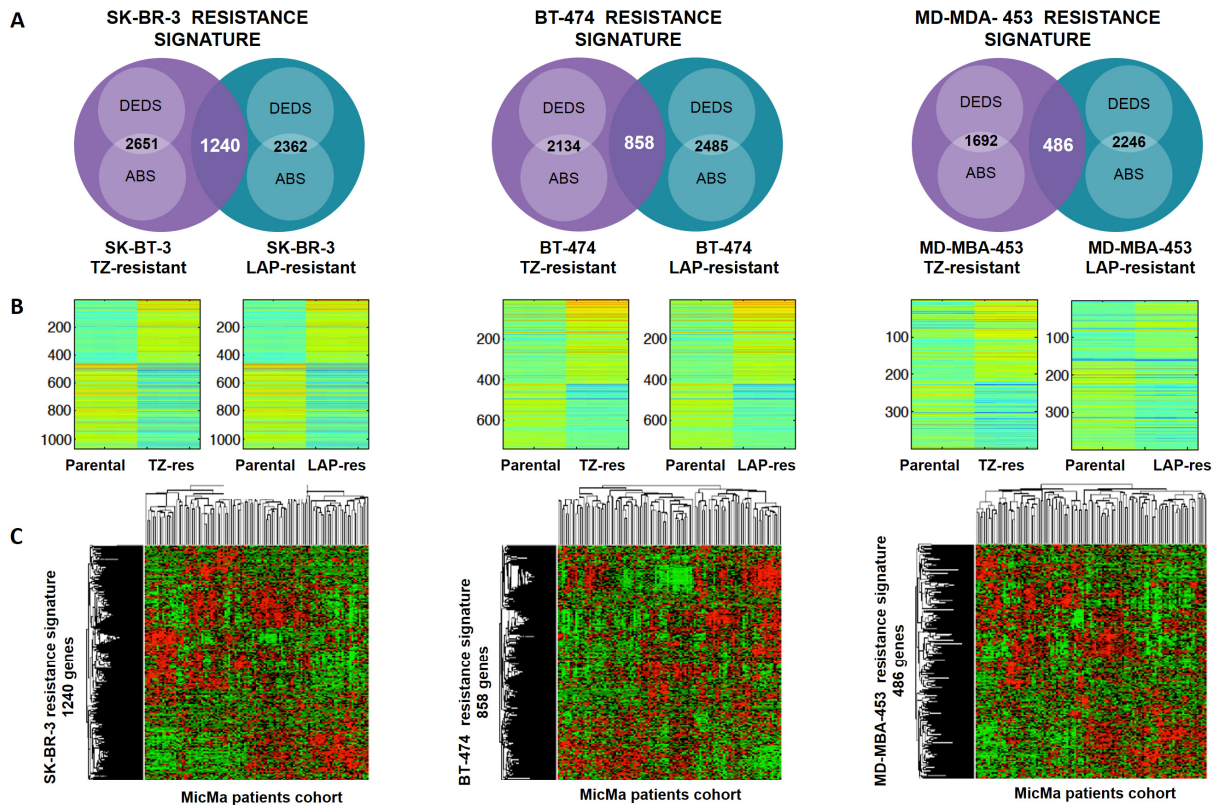 A
SK-BR-3 RESISTANCE
SIGNATURE
BT-474 RESISTANCE
SIGNATURE
MD-MDA- 453 RESISTANCE
SIGNATURE
DEDS
2651
ABS
1240
DEDS
2362
ABS
DEDS
2134
ABS
858
DEDS
2485
ABS
DEDS
1692
ABS
486
DEDS
2246
ABS
SK-BT-3
TZ-resistant
SK-BR-3
LAP-resistant
BT-474
TZ-resistant
BT-474
LAP-resistant
MD-MBA-453
TZ-resistant
MD-MBA-453
LAP-resistant
B
200
400
600
800
1000
Parental TZ-res
200
400
600
800
1000
Parental LAP-res
200
400
600
Parental TZ-res
200
400
600
Parental LAP-res
100
200
300
Parental TZ-res
100
200
300
Parental LAP-res
C
SK-BR-3 resistance signature
1240 genes
MicMa patients cohort
BT-474 resistance signature
858 genes
MicMa patients cohort
MD-MBA-453 resistance signature
486 genes
MicMa patients cohort